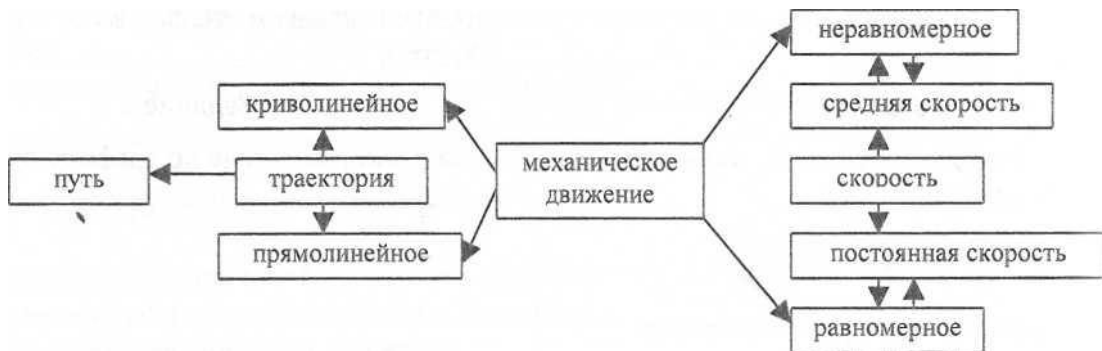 неравномерное
криволинейное
средняя скорость
путь
траектория
механическое
движение
скорость
прямолинейное
постоянная скорость
равномерное